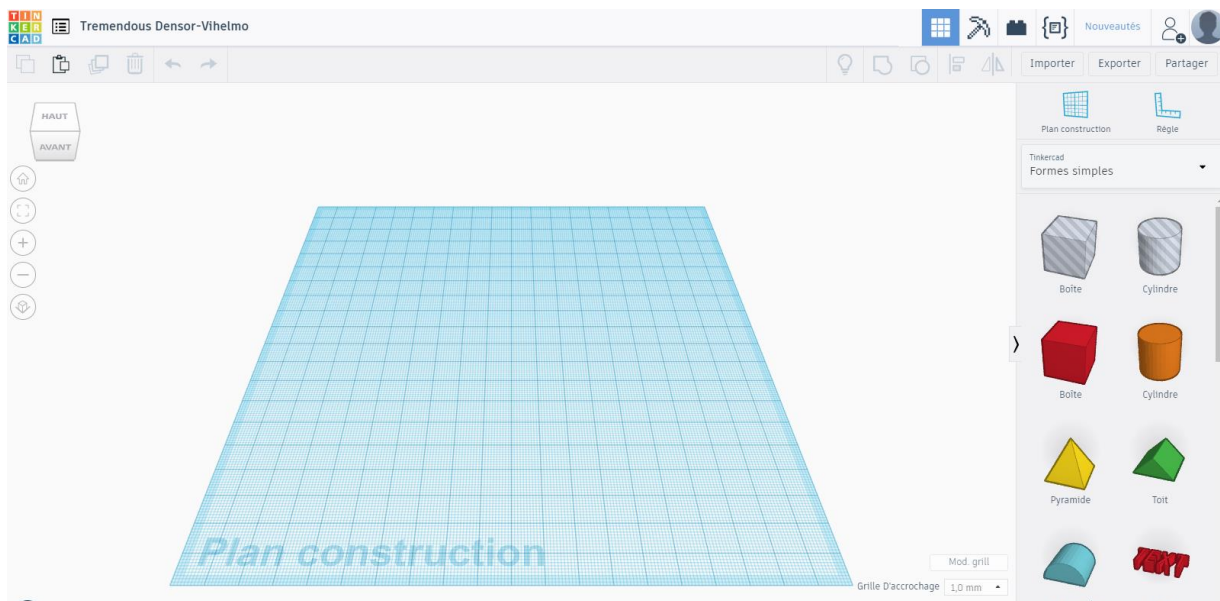 TIN
KER
CAD
Tremendous Densor-Vihelmo
Nouveautés
Importer
Exporter
Partager
HAUT
AVANT
Plan construction
Règle
Tinkercad
Formes simples
Boîte
Cylindre
Boîte
Cylindre
Pyramide
Toit
TEXT
Plan construction
Mod. grill
Grille D'accrochage
1,0 mm